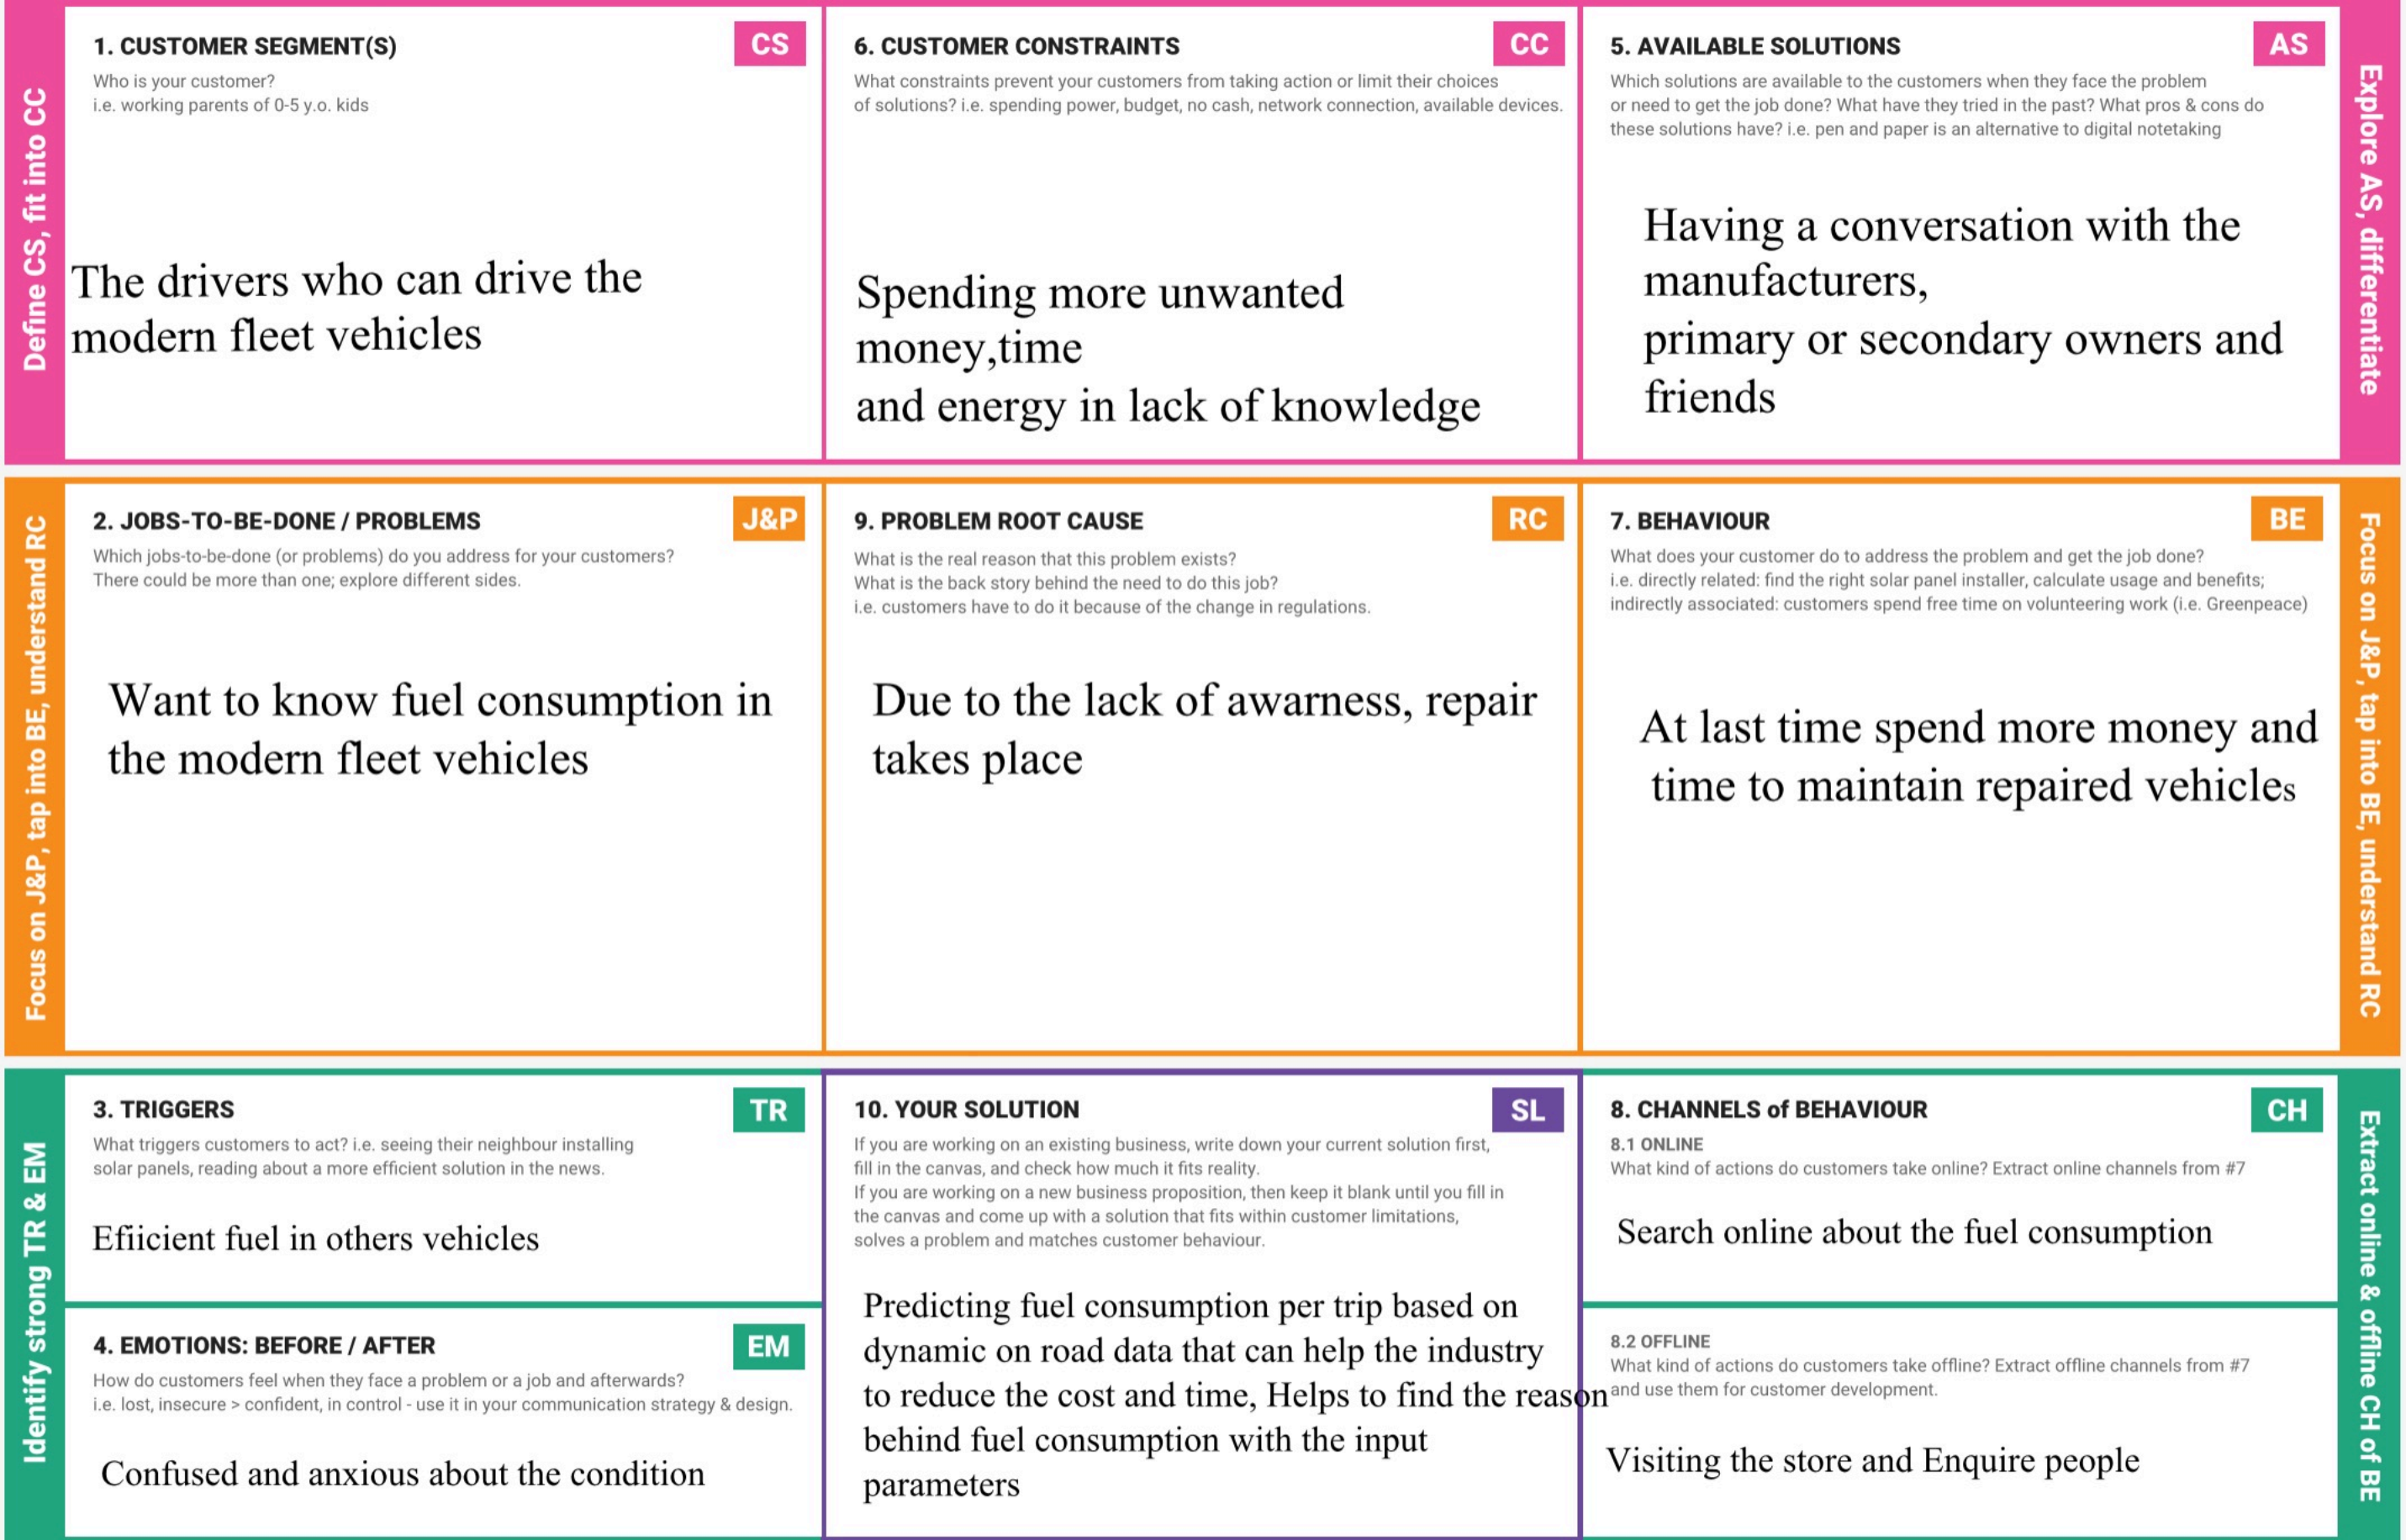 Define CS, fit into CC
1. CUSTOMER SEGMENT(S)
CS
Who is your customer?
i.e. working parents of 0-5 y.o. kids
The drivers who can drive the
modern fleet vehicles
6. CUSTOMER CONSTRAINTS
CC
What constraints prevent your customers from taking action or limit their choices
of solutions? i.e. spending power, budget, no cash, network connection, available devices.
Spending more unwanted
money,time
and energy in lack of knowledge
5. AVAILABLE SOLUTIONS
AS
Which solutions are available to the customers when they face the problem
or need to get the job done? What have they tried in the past? What pros & cons do
these solutions have? i.e. pen and paper is an alternative to digital notetaking
Having a conversation with the
manufacturers,
primary or secondary owners and
friends
Explore AS, differentiate
Focus on J&P, tap into BE, understand RC
2. JOBS-TO-BE-DONE / PROBLEMS
J&P
Which jobs-to-be-done (or problems) do you address for your customers?
There could be more than one; explore different sides.
Want to know fuel consumption in
the modern fleet vehicles
9. PROBLEM ROOT CAUSE
RC
What is the real reason that this problem exists?
What is the back story behind the need to do this job?
i.e. customers have to do it because of the change in regulations.
Due to the lack of awarness, repair
takes place
7. BEHAVIOUR
BE
What does your customer do to address the problem and get the job done?
i.e. directly related: find the right solar panel installer, calculate usage and benefits;
indirectly associated: customers spend free time on volunteering work (i.e. Greenpeace)
At last time spend more money and
time to maintain repaired vehicles
Focus on J&P, tap into BE, understand RC
Identify strong TR & EM
3. TRIGGERS
TR
What triggers customers to act? i.e. seeing their neighbour installing
solar panels, reading about a more efficient solution in the news.
Efiicient fuel in others vehicles
4. EMOTIONS: BEFORE / AFTER
EM
How do customers feel when they face a problem or a job and afterwards?
i.e. lost, insecure > confident, in control - use it in your communication strategy & design.
Confused and anxious about the condition
10. YOUR SOLUTION
SL
If you are working on an existing business, write down your current solution first,
fill in the canvas, and check how much it fits reality.
If you are working on a new business proposition, then keep it blank until you fill in
the canvas and come up with a solution that fits within customer limitations,
solves a problem and matches customer behaviour.
Predicting fuel consumption per trip based on
dynamic on road data that can help the industry
to reduce the cost and time, Helps to find the reason
behind fuel consumption with the input
parameters
8. CHANNELS of BEHAVIOUR
CH
8.1 ONLINE
What kind of actions do customers take online? Extract online channels from #7
Search online about the fuel consumption
8.2 OFFLINE
What kind of actions do customers take offline? Extract offline channels from #7
and use them for customer development.
Visiting the store and Enquire people
Extract online & offline CH of BE